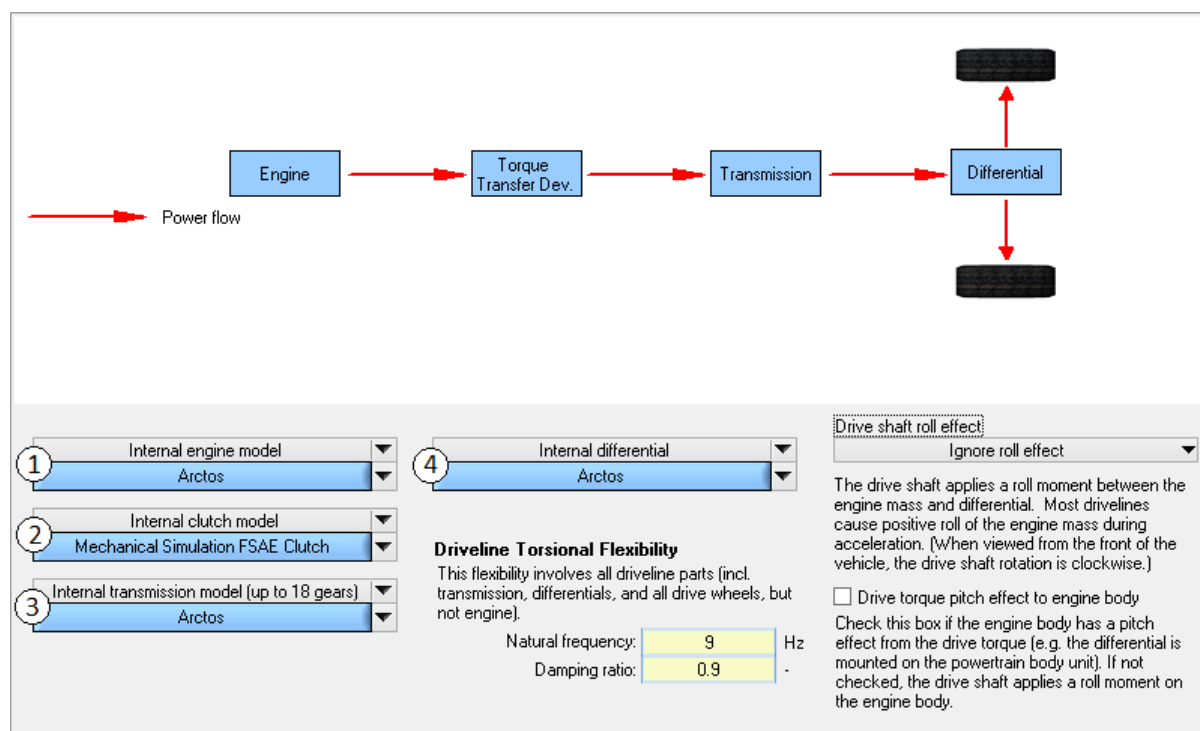 Engine
Torque
Transfer Dev.
Transmission
Differential
Power flow
1
Internal engine model
Arctos
2
Internal clutch model
Mechanical Simulation FSAE Clutch
3
Internal transmission model (up to 18 gears)
Arctos
4
Internal differential
Arctos
Driveline Torsional Flexibility
This flexibility involves all driveline parts (incl.
transmission, differentials, and all drive wheels, but
not engine).
Natural frequency: 9 Hz
Damping ratio: 0.9 -
Drive shaft roll effect
Ignore roll effect
The drive shaft applies a roll moment between the
engine mass and differential. Most drivelines
cause positive roll of the engine mass during
acceleration. (When viewed from the front of the
vehicle, the drive shaft rotation is clockwise.)
Drive torque pitch effect to engine body
Check this box if the engine body has a pitch
effect from the drive torque (e.g. the differential is
mounted on the powertrain body unit). If not
checked, the drive shaft applies a roll moment on
the engine body.